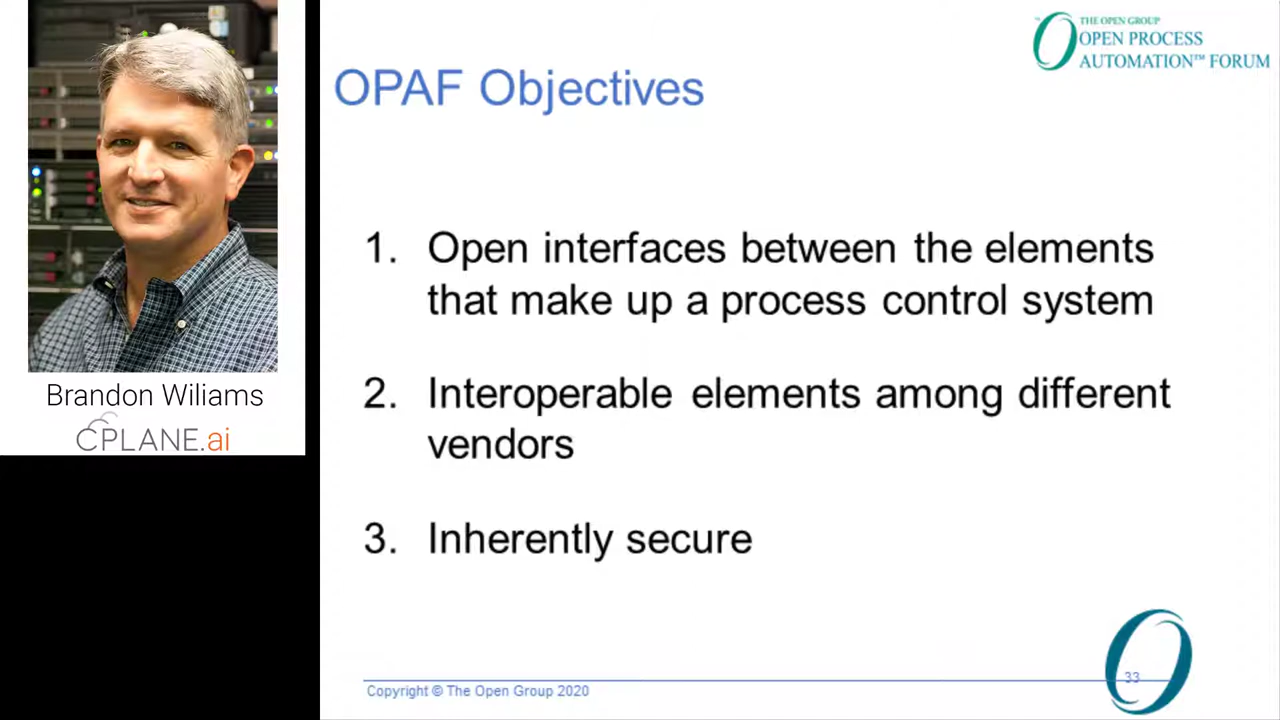 THE OPEN GROUP
OPEN PROCESS
AUTOMATION™ FORUM
OPAF Objectives
1. Open interfaces between the elements
that make up a process control system
2. Interoperable elements among different
vendors
3. Inherently secure
Brandon Wiliams
CPLANE.ai
33
Copyright © The Open Group 2020